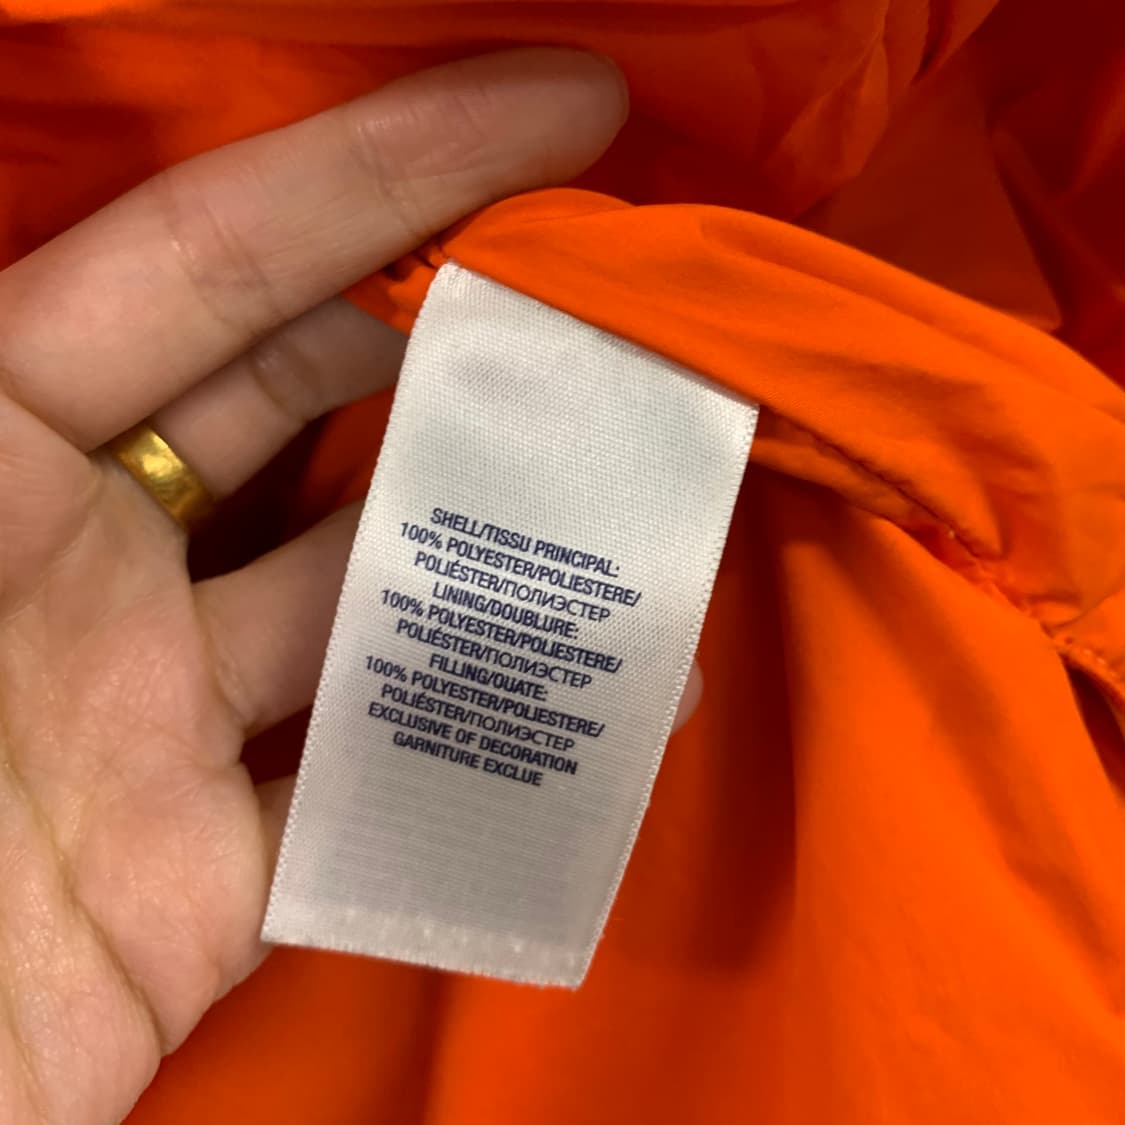 SHELL/TISSU PRINCIPAL:
100% POLYESTER/POLIESTERE/
POLIÉSTER/ПОЛИЭСТЕР
LINING/DOUBLURE:
100% POLYESTER/POLIESTERE/
POLIÉSTER/ПОЛИЭСТЕР
FILLING/OUATE:
100% POLYESTER/POLIESTERE/
POLIÉSTER/ПОЛИЭСТЕР
EXCLUSIVE OF DECORATION
GARNITURE EXCLUE